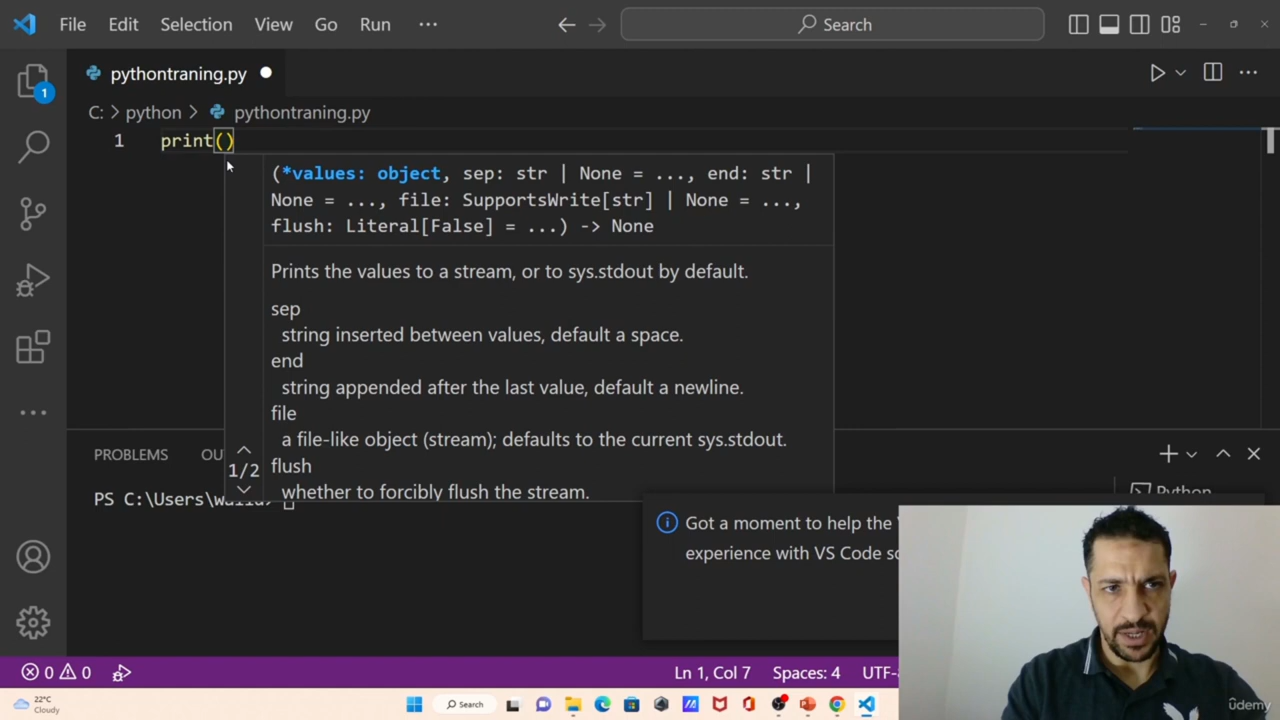 File Edit Selection View Go Run ··· Search
pythontraning.py
1
C: > python > pythontraning.py
1 print()
(*values: object, sep: str | None = ..., end: str |
None = ..., file: SupportsWrite[str] | None = ...,
flush: Literal[False] = ...) -> None
Prints the values to a stream, or to sys.stdout by default.
sep
string inserted between values, default a space.
end
string appended after the last value, default a newline.
file
a file-like object (stream); defaults to the current sys.stdout.
flush
whether to forcibly flush the stream.
1/2
PROBLEMS OU
Python
PS C:\Users\
Got a moment to help the
experience with VS Code
0 0 Ln 1, Col 7 Spaces: 4 UTF-
22°C
Cloudy
Search
ûdemy